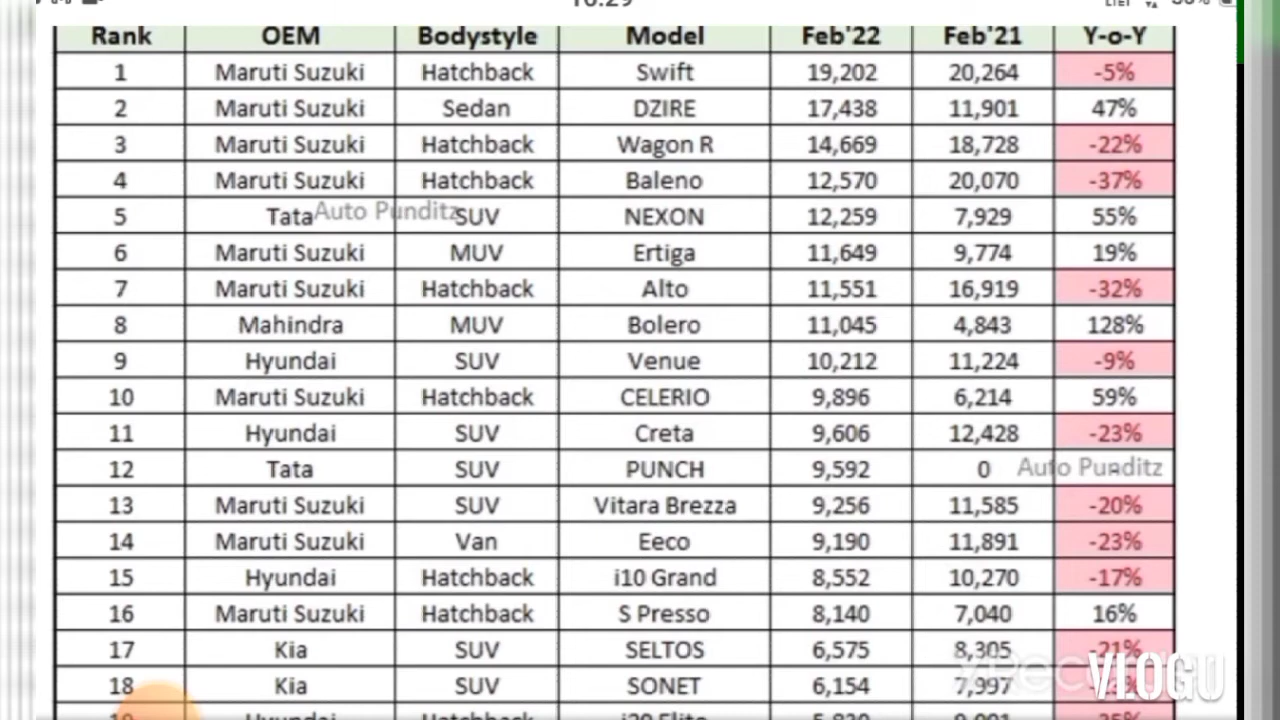 16:29
Rank OEM Bodystyle Model Feb'22 Feb'21 Y-o-Y
1 Maruti Suzuki Hatchback Swift 19,202 20,264 -5%
2 Maruti Suzuki Sedan DZIRE 17,438 11,901 47%
3 Maruti Suzuki Hatchback Wagon R 14,669 18,728 -22%
4 Maruti Suzuki Hatchback Baleno 12,570 20,070 -37%
5 Tata Auto Punditz SUV NEXON 12,259 7,929 55%
6 Maruti Suzuki MUV Ertiga 11,649 9,774 19%
7 Maruti Suzuki Hatchback Alto 11,551 16,919 -32%
8 Mahindra MUV Bolero 11,045 4,843 128%
9 Hyundai SUV Venue 10,212 11,224 -9%
10 Maruti Suzuki Hatchback CELERIO 9,896 6,214 59%
11 Hyundai SUV Creta 9,606 12,428 -23%
12 Tata SUV PUNCH 9,592 0 Auto Punditz -
13 Maruti Suzuki SUV Vitara Brezza 9,256 11,585 -20%
14 Maruti Suzuki Van Eeco 9,190 11,891 -23%
15 Hyundai Hatchback i10 Grand 8,552 10,270 -17%
16 Maruti Suzuki Hatchback S Presso 8,140 7,040 16%
17 Kia SUV SELTOS 6,575 8,305 -21%
18 Kia SUV SONET 6,154 7,997
VIOGU